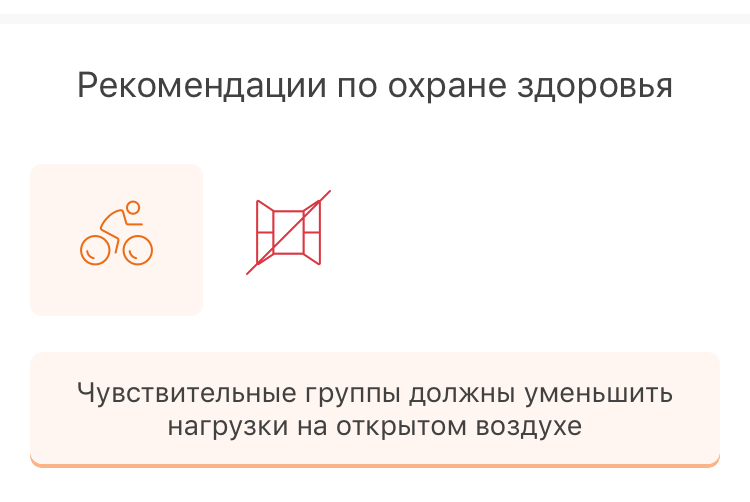 Рекомендации по охране здоровья
Чувствительные группы должны уменьшить
нагрузки на открытом воздухе